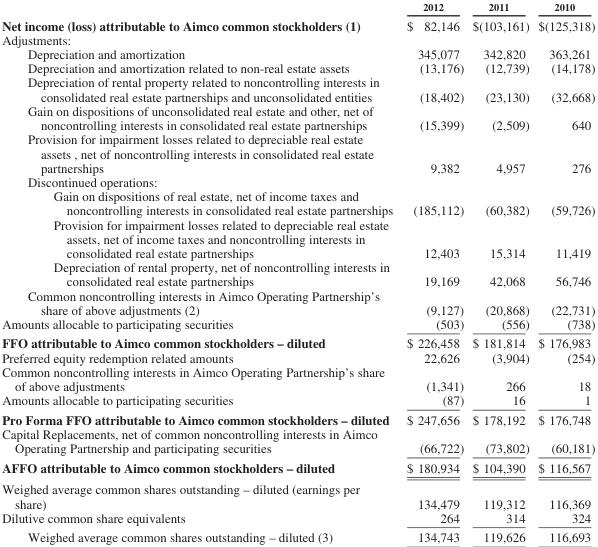 2012 2011 2010
Net income (loss) attributable to Aimco common stockholders (1) $ 82,146 $(103,161) $(125,318)
Adjustments:
Depreciation and amortization 345,077 342,820 363,261
Depreciation and amortization related to non-real estate assets (13,176) (12,739) (14,178)
Depreciation of rental property related to noncontrolling interests in
consolidated real estate partnerships and unconsolidated entities (18,402) (23,130) (32,668)
Gain on dispositions of unconsolidated real estate and other, net of
noncontrolling interests in consolidated real estate partnerships (15,399) (2,509) 640
Provision for impairment losses related to depreciable real estate
assets , net of noncontrolling interests in consolidated real estate
partnerships 9,382 4,957 276
Discontinued operations:
Gain on dispositions of real estate, net of income taxes and
noncontrolling interests in consolidated real estate partnerships (185,112) (60,382) (59,726)
Provision for impairment losses related to depreciable real estate
assets, net of income taxes and noncontrolling interests in
consolidated real estate partnerships 12,403 15,314 11,419
Depreciation of rental property, net of noncontrolling interests in
consolidated real estate partnerships 19,169 42,068 56,746
Common noncontrolling interests in Aimco Operating Partnership's
share of above adjustments (2) (9,127) (20,868) (22,731)
Amounts allocable to participating securities (503) (556) (738)
FFO attributable to Aimco common stockholders – diluted $ 226,458 $ 181,814 $ 176,983
Preferred equity redemption related amounts 22,626 (3,904) (254)
Common noncontrolling interests in Aimco Operating Partnership's share
of above adjustments (1,341) 266 18
Amounts allocable to participating securities (87) 16 1
Pro Forma FFO attributable to Aimco common stockholders – diluted $ 247,656 $ 178,192 $ 176,748
Capital Replacements, net of common noncontrolling interests in Aimco
Operating Partnership and participating securities (66,722) (73,802) (60,181)
AFFO attributable to Aimco common stockholders – diluted $ 180,934 $ 104,390 $ 116,567
Weighed average common shares outstanding – diluted (earnings per
share) 134,479 119,312 116,369
Dilutive common share equivalents 264 314 324
Weighed average common shares outstanding – diluted (3) 134,743 119,626 116,693